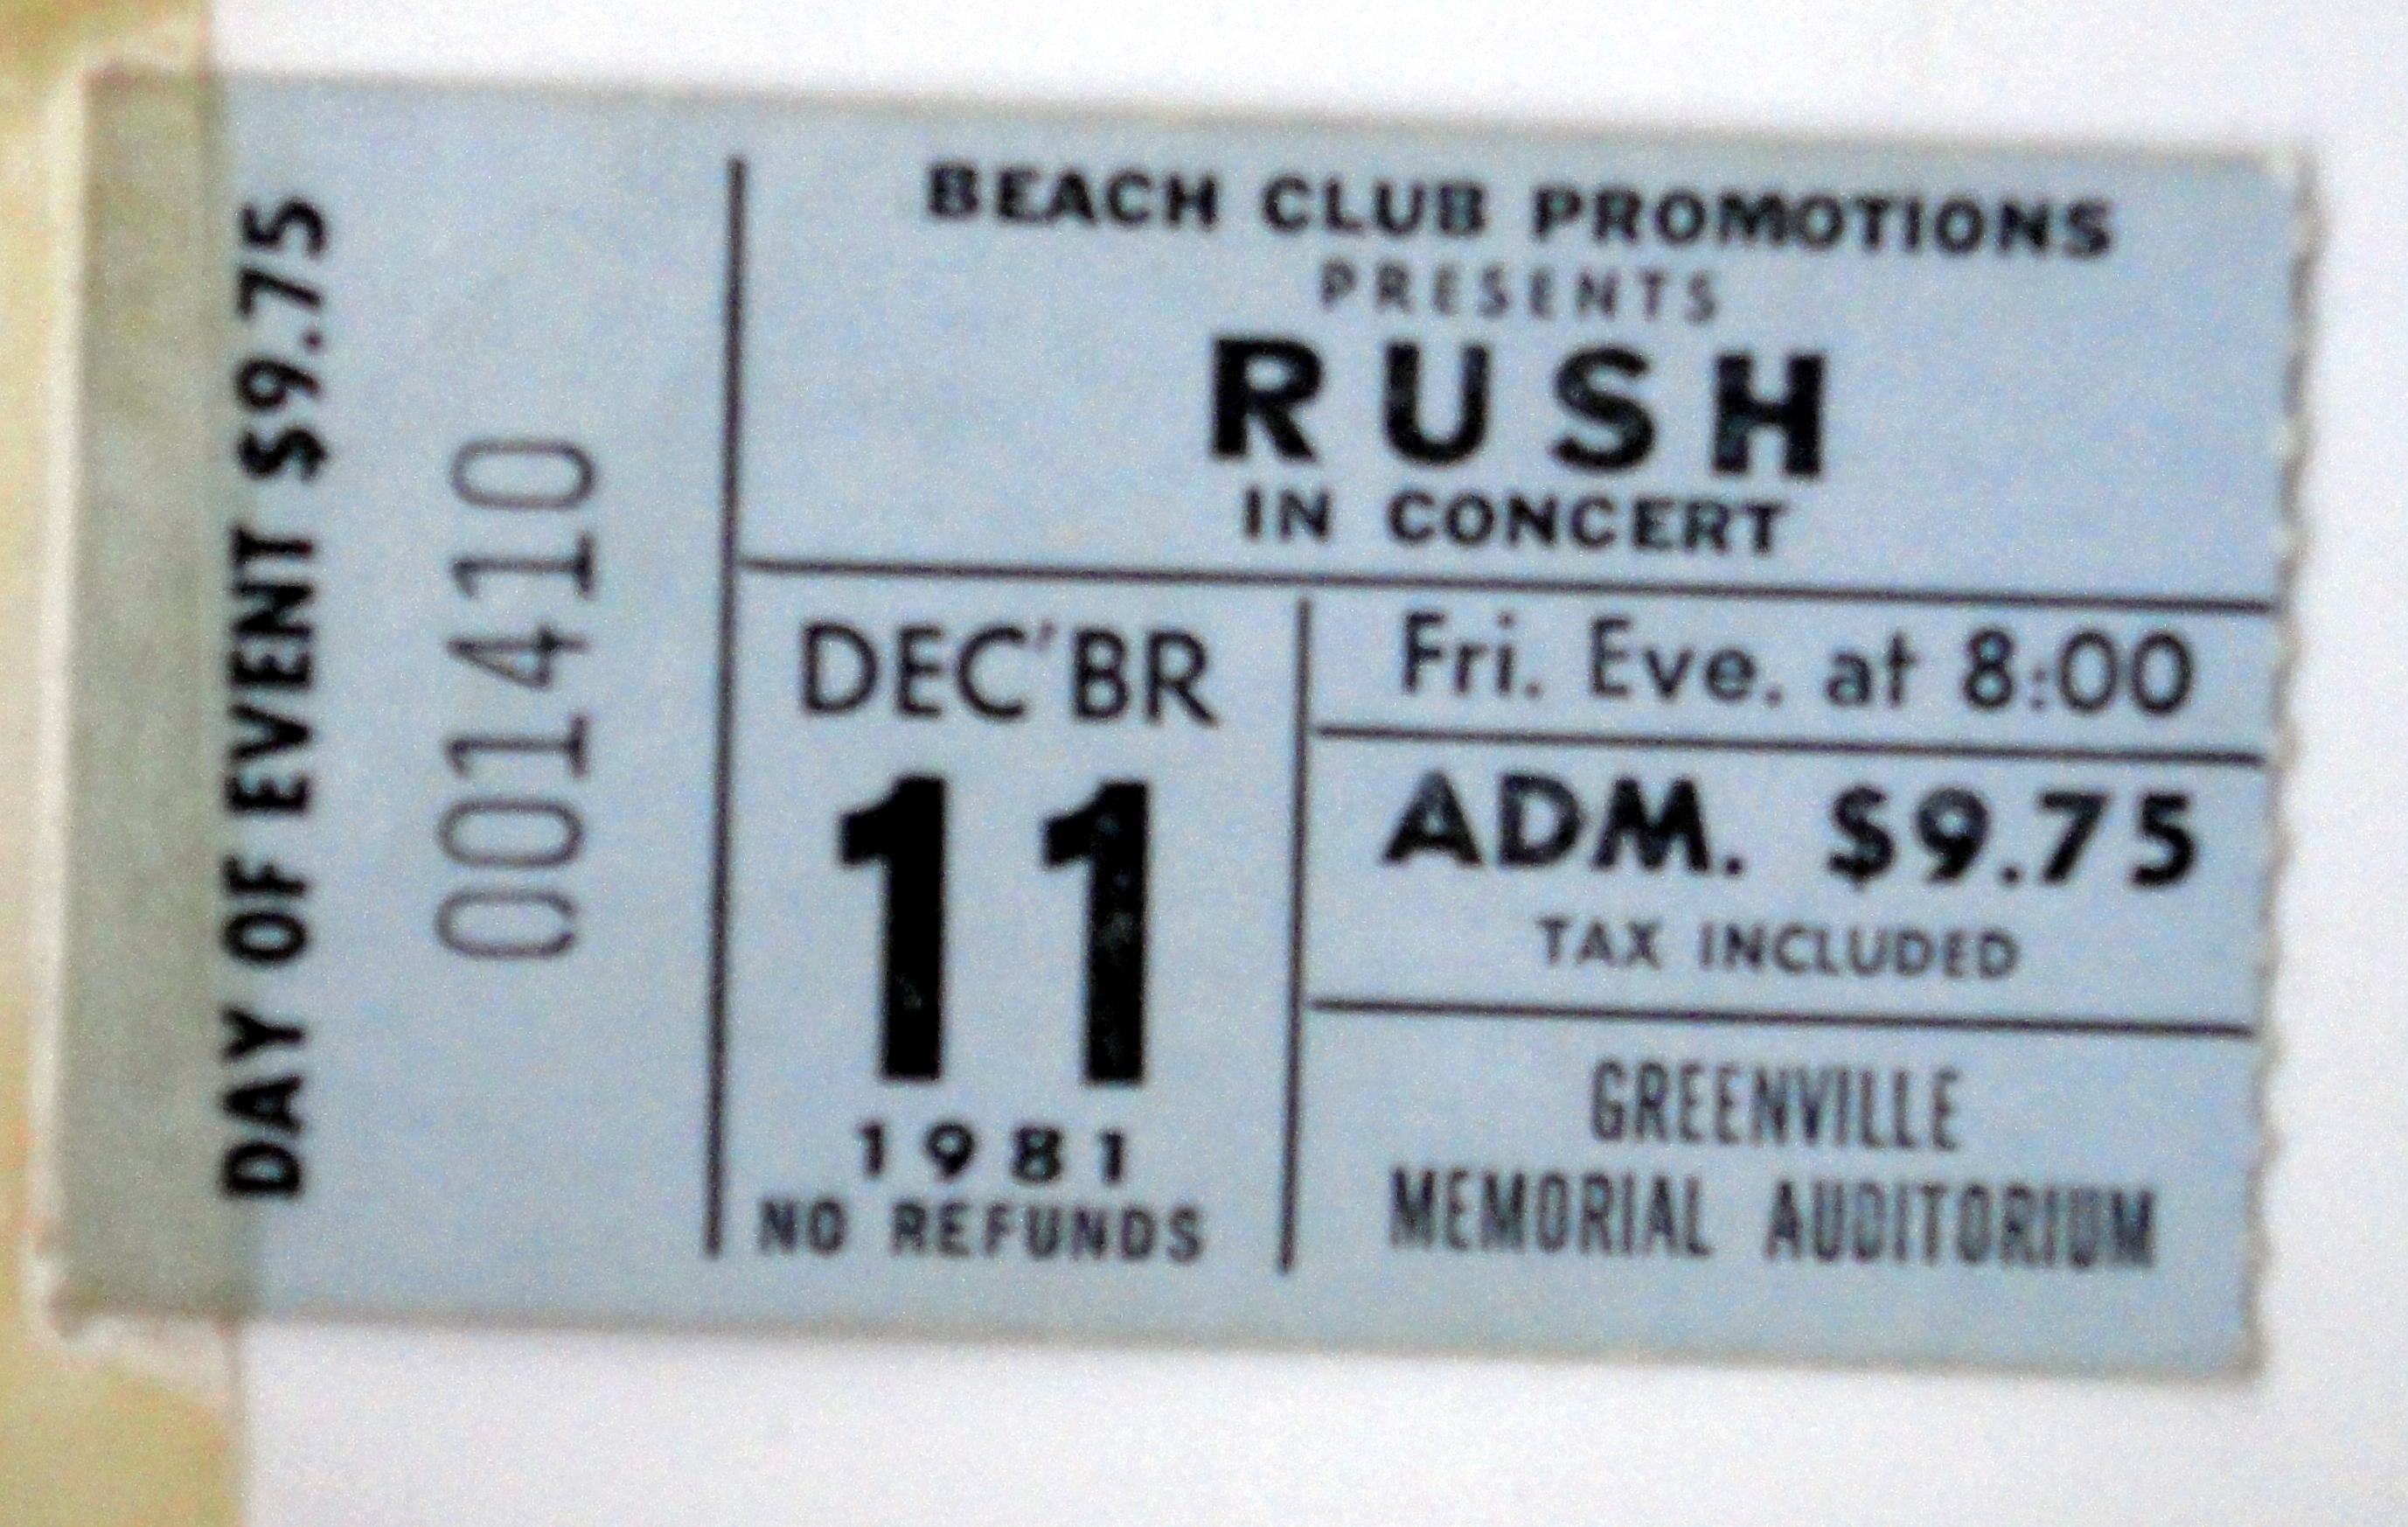 DAY OF EVENT $9.75
001410
BEACH CLUB PROMOTIONS
PRESENTS
RUSH
IN CONCERT
DEC'BR
11
1981
NO REFUNDS
Fri. Eve. at 8:00
ADM. $9.75
TAX INCLUDED
GREENVILLE
MEMORIAL AUDITORIUM